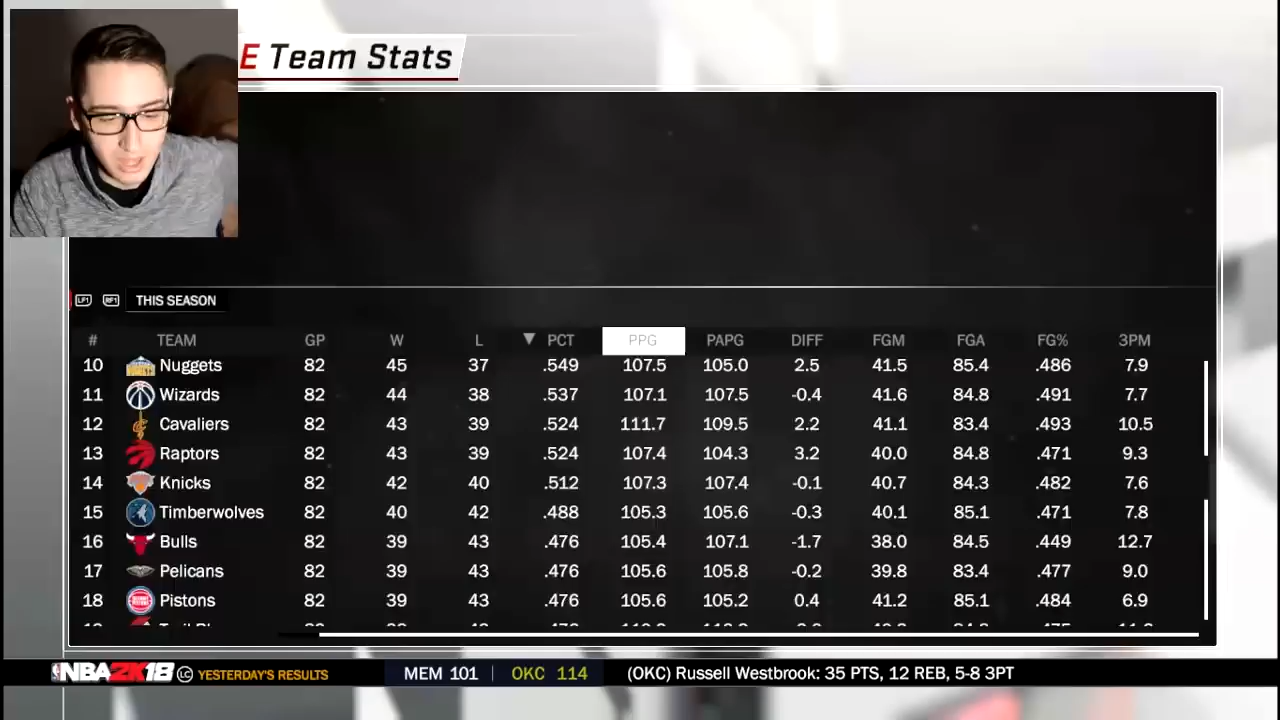 E Team Stats
LF1 RF1 THIS SEASON
# TEAM GP W L PCT PPG PAPG DIFF FGM FGA FG% 3PM
10 Nuggets 82 45 37 .549 107.5 105.0 2.5 41.5 85.4 .486 7.9
11 Wizards 82 44 38 .537 107.1 107.5 -0.4 41.6 84.8 .491 7.7
12 Cavaliers 82 43 39 .524 111.7 109.5 2.2 41.1 83.4 .493 10.5
13 Raptors 82 43 39 .524 107.4 104.3 3.2 40.0 84.8 .471 9.3
14 Knicks 82 42 40 .512 107.3 107.4 -0.1 40.7 84.3 .482 7.6
15 Timberwolves 82 40 42 .488 105.3 105.6 -0.3 40.1 85.1 .471 7.8
16 Bulls 82 39 43 .476 105.4 107.1 -1.7 38.0 84.5 .449 12.7
17 Pelicans 82 39 43 .476 105.6 105.8 -0.2 39.8 83.4 .477 9.0
18 Pistons 82 39 43 .476 105.6 105.2 0.4 41.2 85.1 .484 6.9
NBA2K18 LC YESTERDAY'S RESULTS MEM 101 | OKC 114 (OKC) Russell Westbrook: 35 PTS, 12 REB, 5-8 3PT